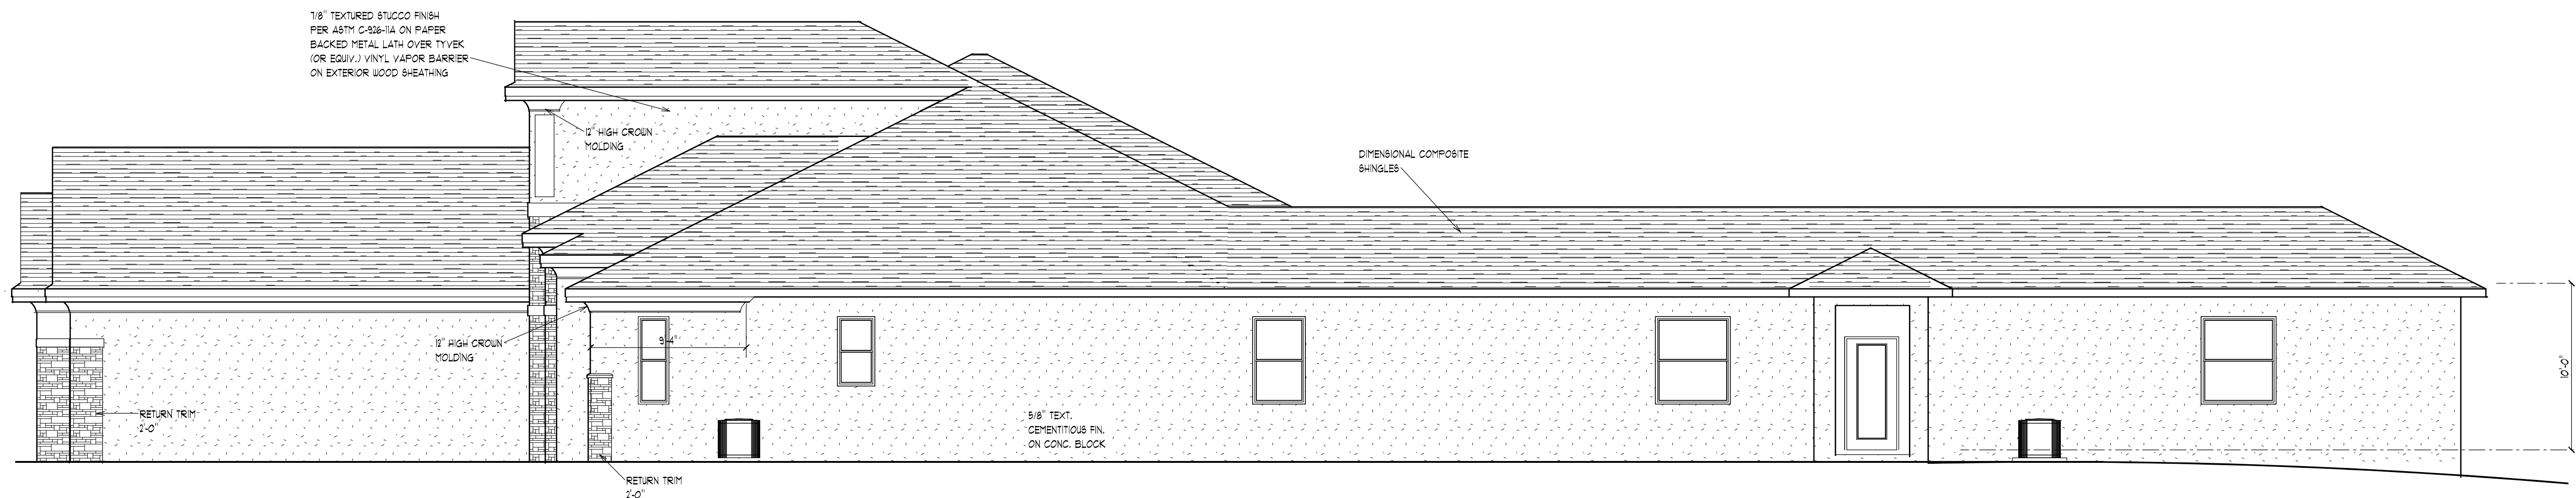 7/8" TEXTURED STUCCO FINISH
PER ASTM C-926-11A ON PAPER
BACKED METAL LATH OVER TYVEK
(OR EQUIV.) VINYL VAPOR BARRIER
ON EXTERIOR WOOD SHEATHING
12" HIGH CROWN
MOLDING
DIMENSIONAL COMPOSITE
SHINGLES
12" HIGH CROWN
MOLDING
9'-4"
10'-0"
RETURN TRIM
2'-0"
5/8" TEXT.
CEMENTITIOUS FIN.
ON CONC. BLOCK
RETURN TRIM
2'-0"